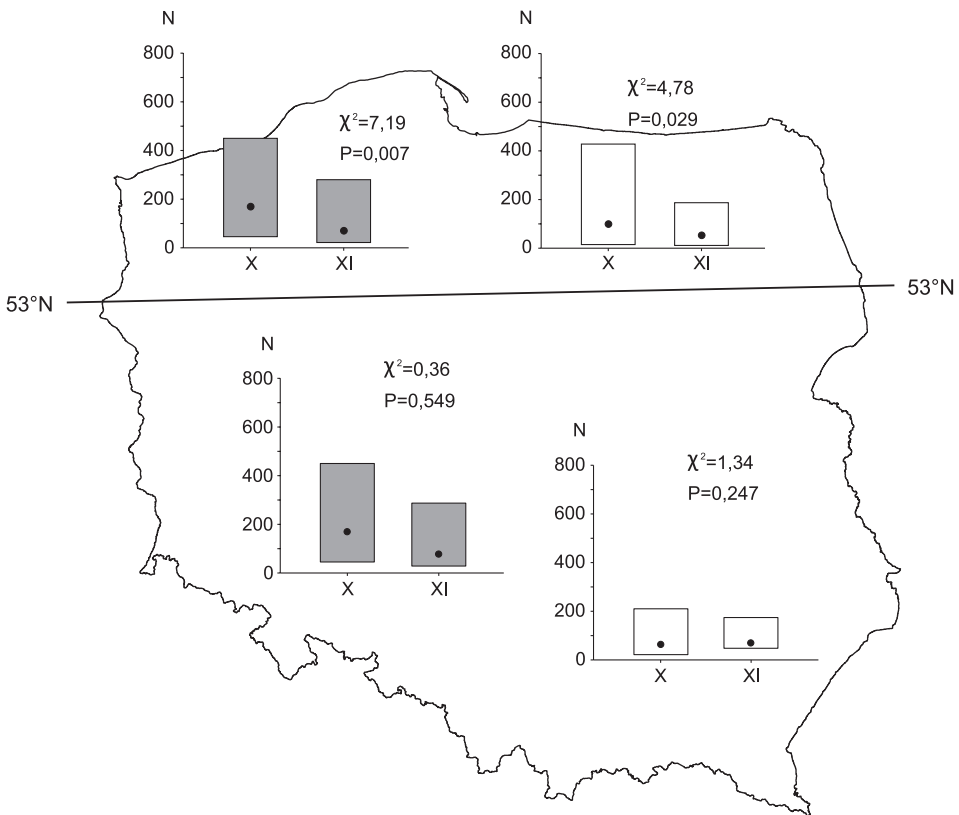 N
800
600
400
200
0
X XI
χ²=7,19
P=0,007
N
800
600
400
200
0
X XI
χ²=4,78
P=0,029
53°N 53°N
N
800
600
400
200
0
X XI
χ²=0,36
P=0,549
N
800
600
400
200
0
X XI
χ²=1,34
P=0,247